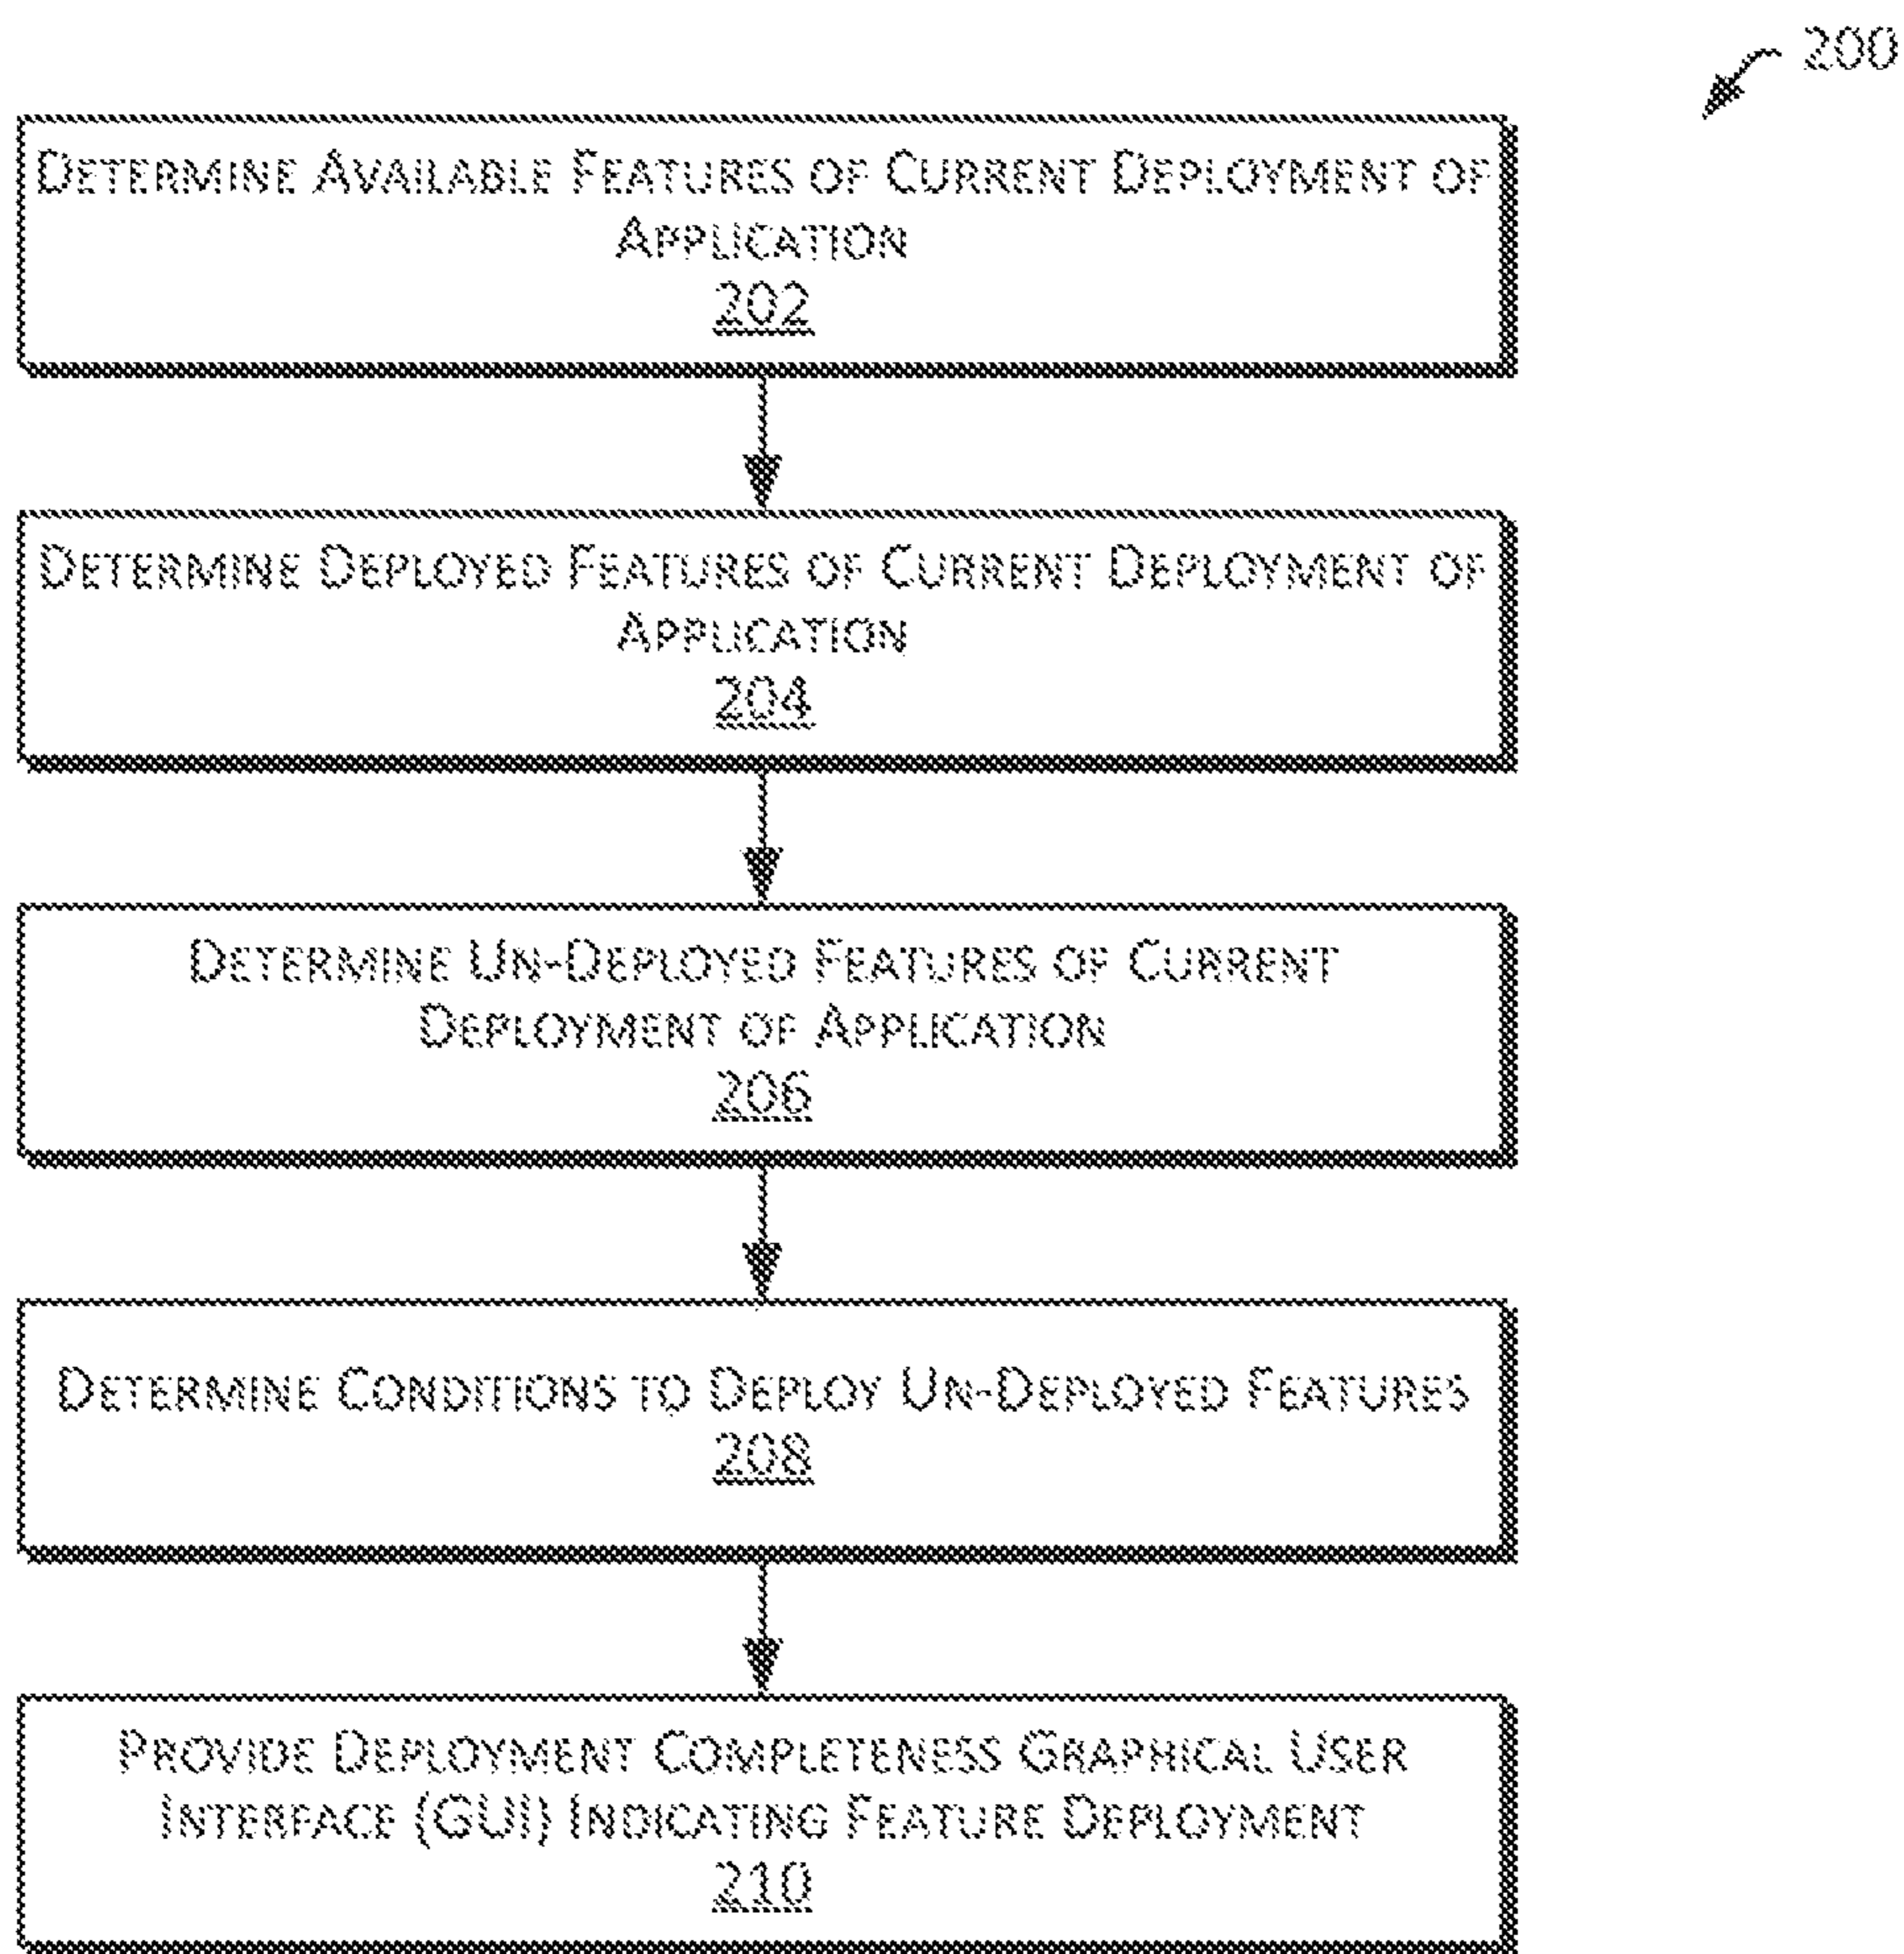 200
DETERMINE AVAILABLE FEATURES OF CURRENT DEPLOYMENT OF
APPLICATION
202
DETERMINE DEPLOYED FEATURES OF CURRENT DEPLOYMENT OF
APPLICATION
204
DETERMINE UN-DEPLOYED FEATURES OF CURRENT
DEPLOYMENT OF APPLICATION
206
DETERMINE CONDITIONS TO DEPLOY UN-DEPLOYED FEATURES
208
PROVIDE DEPLOYMENT COMPLETENESS GRAPHICAL USER
INTERFACE (GUI) INDICATING FEATURE DEPLOYMENT
210